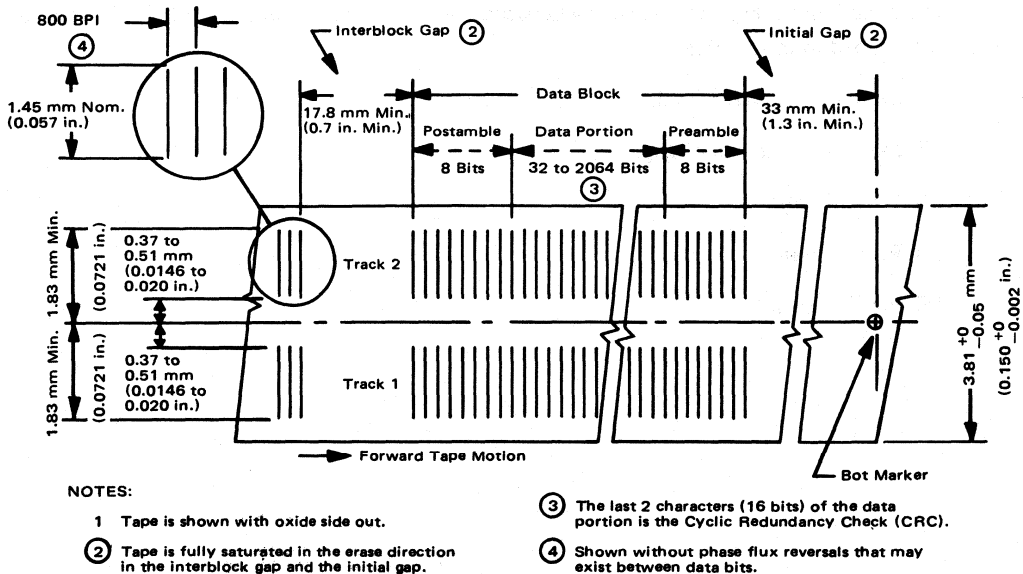 800 BPI
4
1.45 mm Nom.
(0.057 in.)
Interblock Gap 2
Initial Gap 2
17.8 mm Min.
(0.7 in. Min.)
Data Block
33 mm Min.
(1.3 in. Min.)
Postamble
Data Portion
Preamble
8 Bits
32 to 2064 Bits
8 Bits
3
1.83 mm Min.
(0.0721 in.)
0.37 to
0.51 mm
(0.0146 to
0.020 in.)
Track 2
1.83 mm Min.
(0.0721 in.)
0.37 to
0.51 mm
(0.0146 to
0.020 in.)
Track 1
3.81 +0 −0.05 mm
(0.150 +0 −0.002 in.)
Forward Tape Motion
Bot Marker
NOTES:
1 Tape is shown with oxide side out.
2 Tape is fully saturated in the erase direction
in the interblock gap and the initial gap.
3 The last 2 characters (16 bits) of the data
portion is the Cyclic Redundancy Check (CRC).
4 Shown without phase flux reversals that may
exist between data bits.